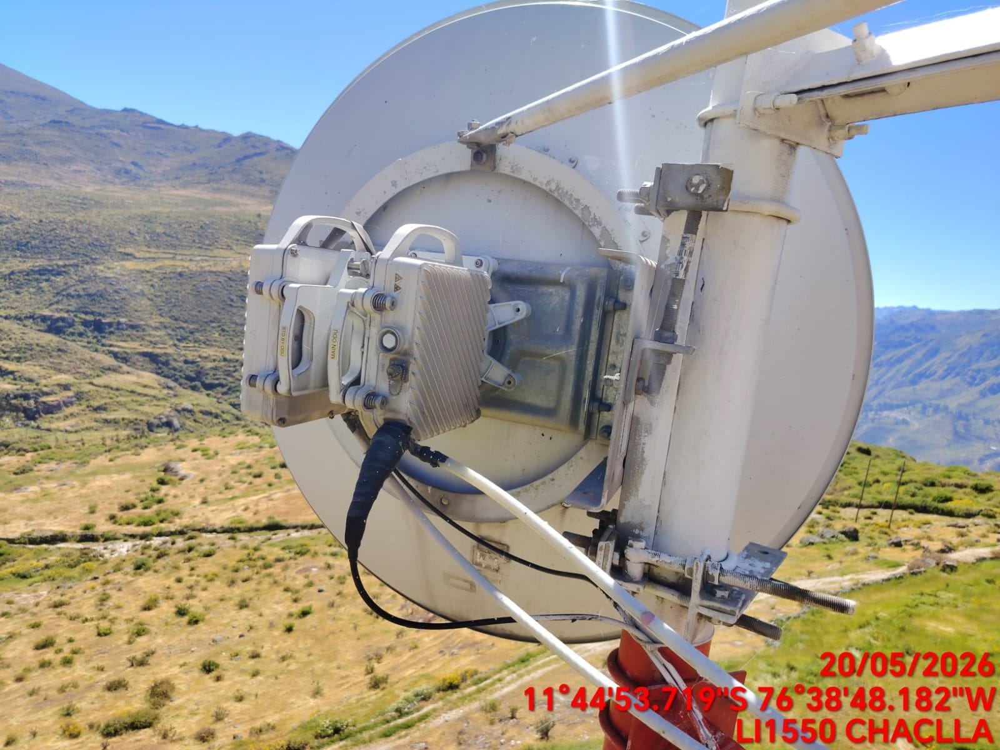 STD BY ODU
MAIN ODU
20/05/2026
11°44'53.719"S 76°38'48.182"W
LI1550 CHACLLA